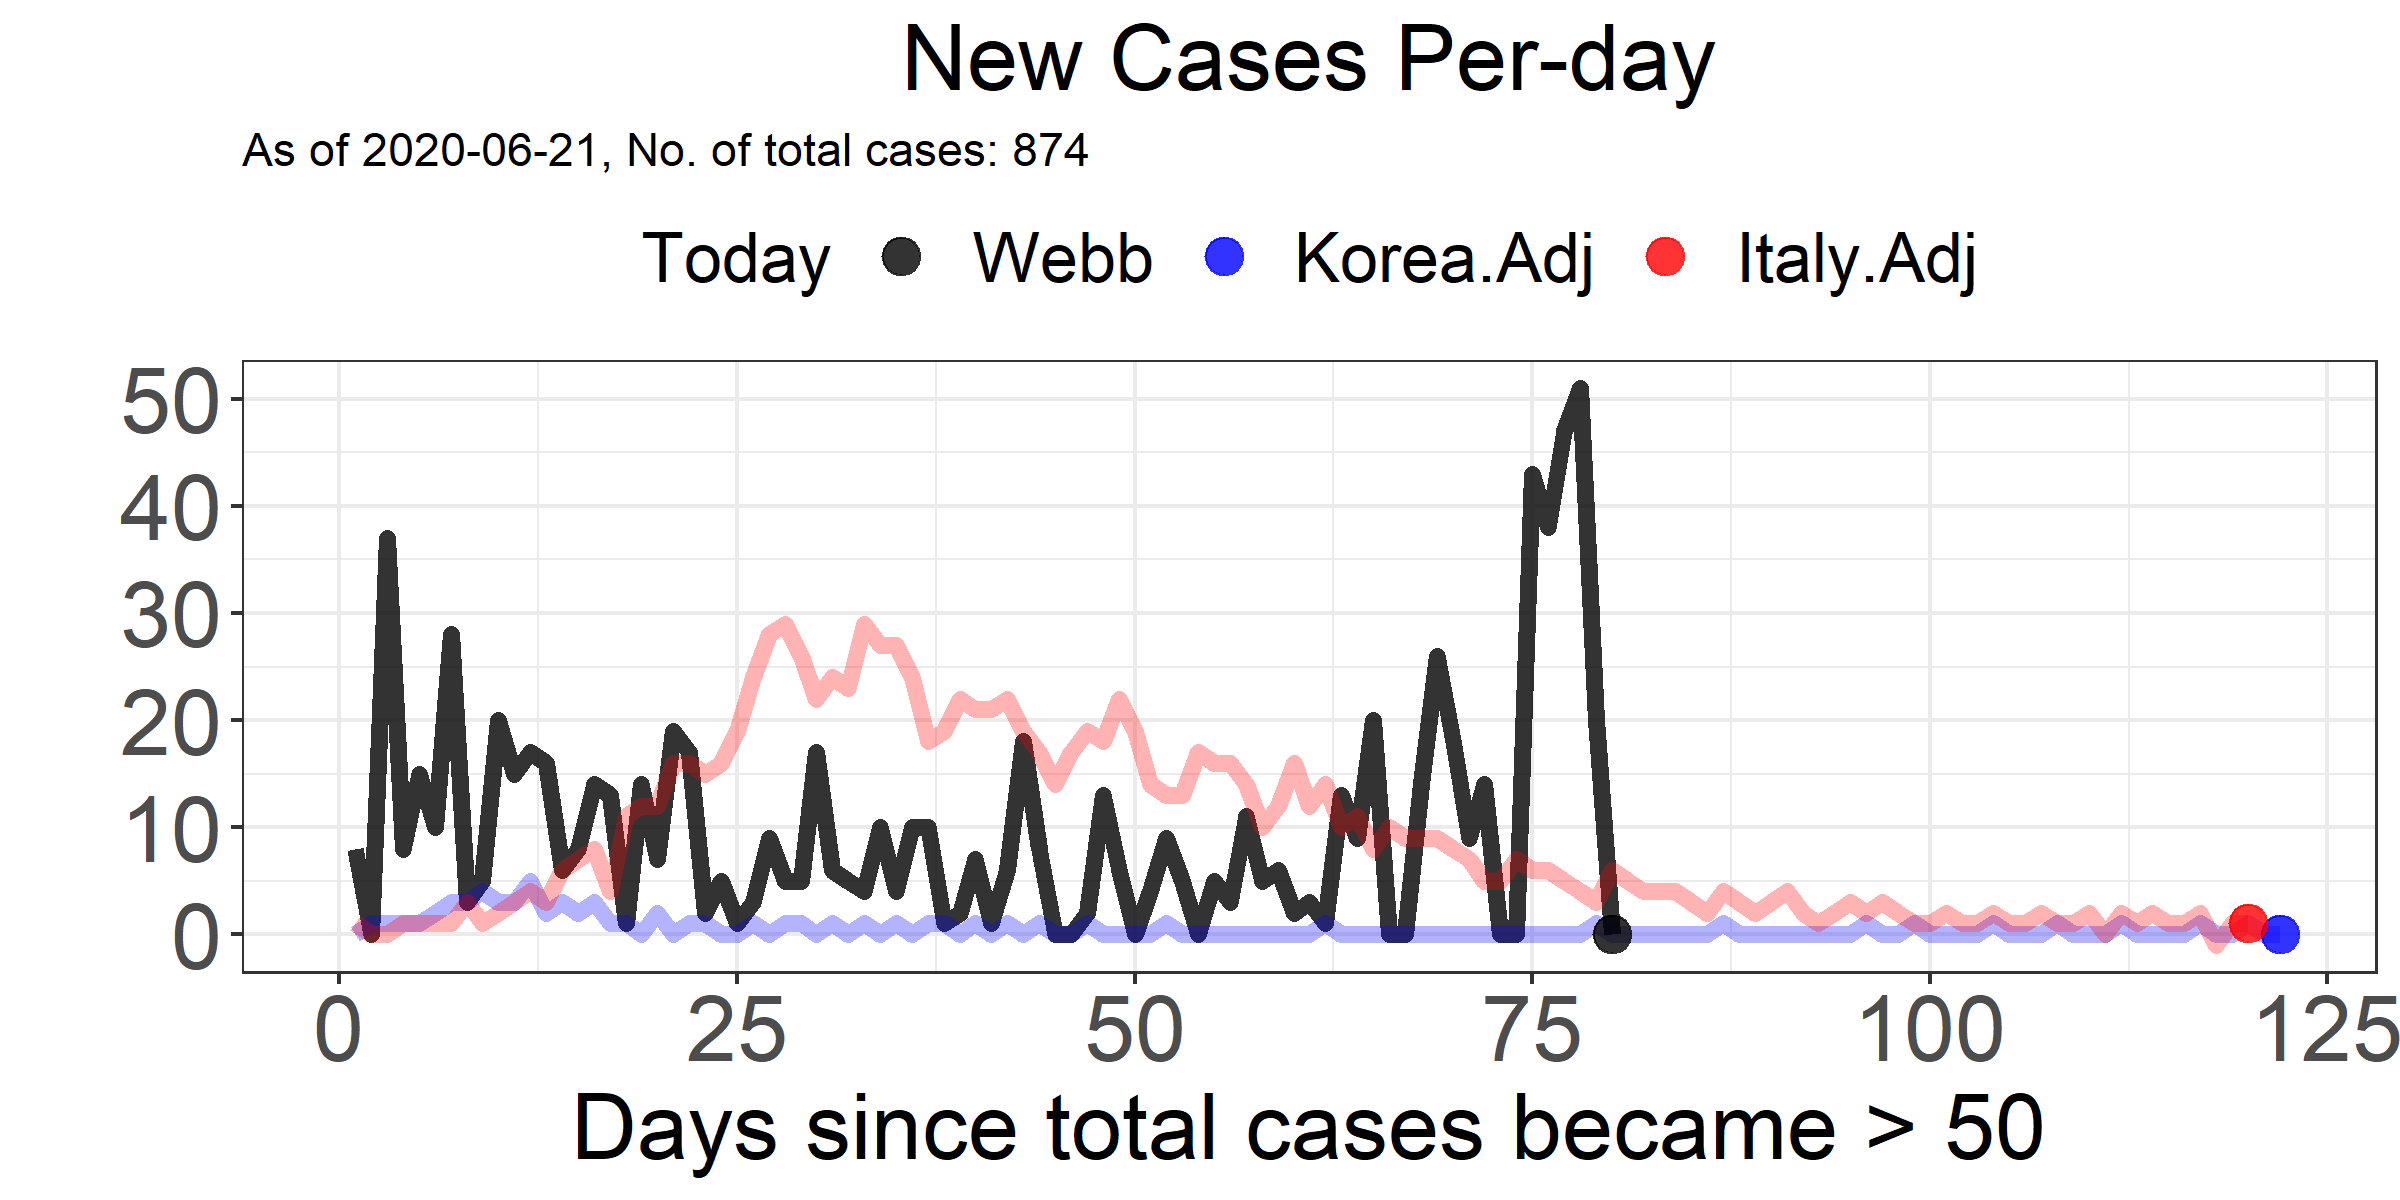 New Cases Per-day
As of 2020-06-21, No. of total cases: 874
Today Webb Korea.Adj Italy.Adj
50
40
30
20
10
0
0 25 50 75 100 125
Days since total cases became > 50